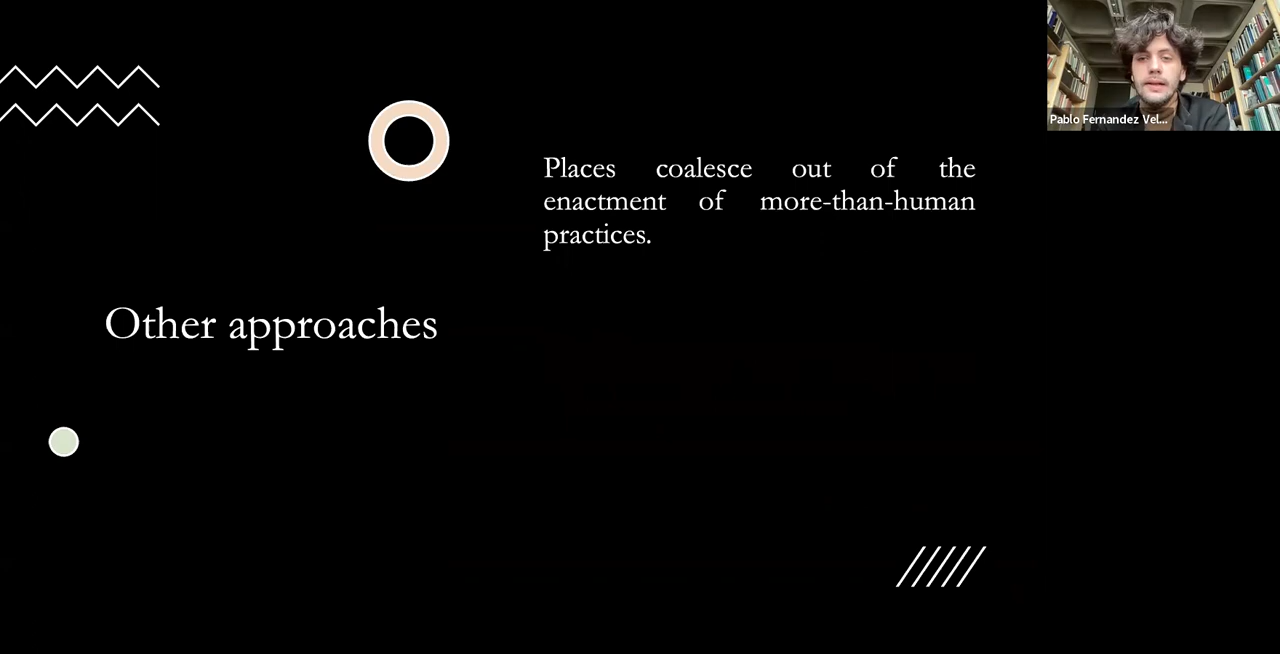 Pablo Fernandez Vel...
Places coalesce out of the
enactment of more-than-human
practices.
Other approaches